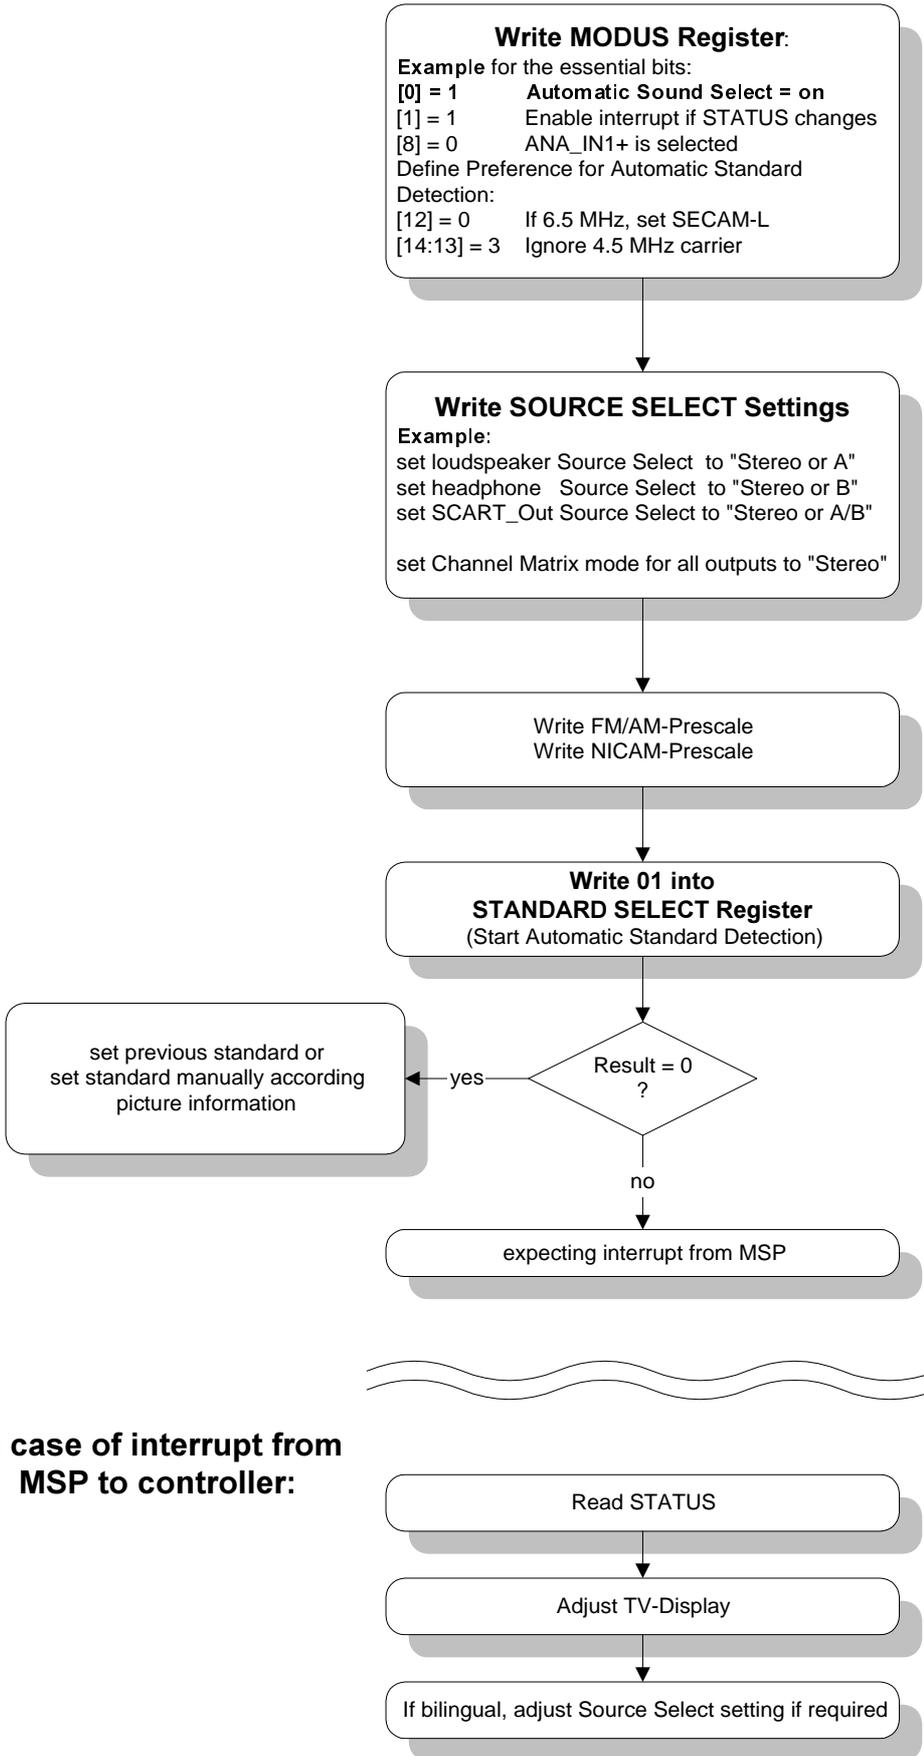 Write MODUS Register:
Example for the essential bits:
[0] = 1 Automatic Sound Select = on
[1] = 1 Enable interrupt if STATUS changes
[8] = 0 ANA_IN1+ is selected
Define Preference for Automatic Standard
Detection:
[12] = 0 If 6.5 MHz, set SECAM-L
[14:13] = 3 Ignore 4.5 MHz carrier
Write SOURCE SELECT Settings
Example:
set loudspeaker Source Select to "Stereo or A"
set headphone Source Select to "Stereo or B"
set SCART_Out Source Select to "Stereo or A/B"
set Channel Matrix mode for all outputs to "Stereo"
Write FM/AM-Prescale
Write NICAM-Prescale
Write 01 into
STANDARD SELECT Register
(Start Automatic Standard Detection)
Result = 0
?
yes
set previous standard or
set standard manually according
picture information
no
expecting interrupt from MSP
case of interrupt from
MSP to controller:
Read STATUS
Adjust TV-Display
If bilingual, adjust Source Select setting if required